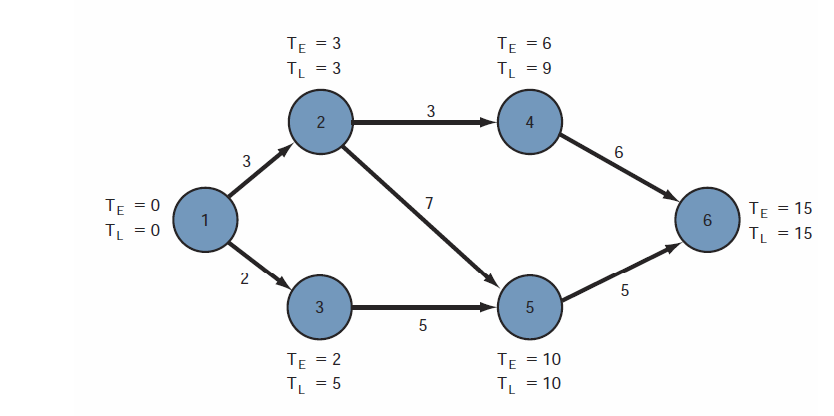 T_E = 3
T_L = 3
T_E = 6
T_L = 9
2
3
4
3
6
T_E = 0
T_L = 0
1
7
6
T_E = 15
T_L = 15
2
3
5
5
5
T_E = 2
T_L = 5
T_E = 10
T_L = 10